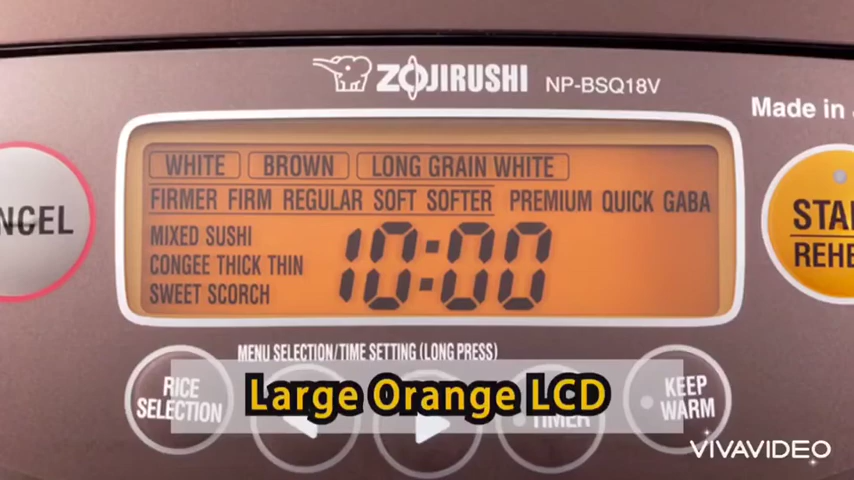 ZOJIRUSHI NP-BSQ18V
Made in
WHITE BROWN LONG GRAIN WHITE
FIRMER FIRM REGULAR SOFT SOFTER PREMIUM QUICK GABA
MIXED SUSHI
CONGEE THICK THIN
SWEET SCORCH
10:00
NCEL
STA
REHE
MENU SELECTION/TIME SETTING (LONG PRESS)
RICE
SELECTION
Large Orange LCD
TIMER
KEEP
WARM
VIVAVIDEO